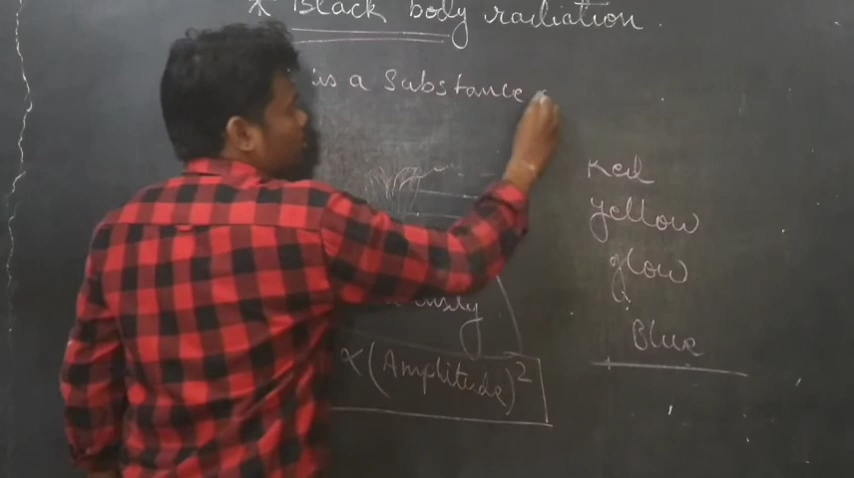 * Black body radiation.
is a Substance
Red
yellow
glow
Blue
∝ (Amplitude)²